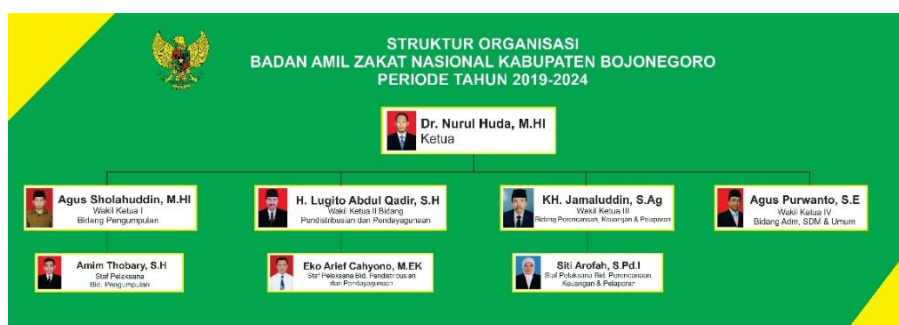 STRUKTUR ORGANISASI
BADAN AMIL ZAKAT NASIONAL KABUPATEN BOJONEGORO
PERIODE TAHUN 2019-2024
Dr. Nurul Huda, M.HI
Ketua
Agus Sholahuddin, M.HI
Wakil Ketua I
Bidang Pengumpulan
H. Lugito Abdul Qadir, S.H
Wakil Ketua II Bidang
Pendistribusian dan Pendayagunaan
KH. Jamaluddin, S.Ag
Wakil Ketua III
Bidang Perencanaan, Keuangan & Pelaporan
Agus Purwanto, S.E
Wakil Ketua IV
Bidang Adm, SDM & Umum
Amim Thobary, S.H
Staf Pelaksana
Bid. Pengumpulan
Eko Arief Cahyono, M.EK
Staf Pelaksana Bid. Pendistribusian
dan Pendayagunaan
Siti Arofah, S.Pd.I
Staf Pelaksana Bid. Perencanaan,
Keuangan & Pelaporan